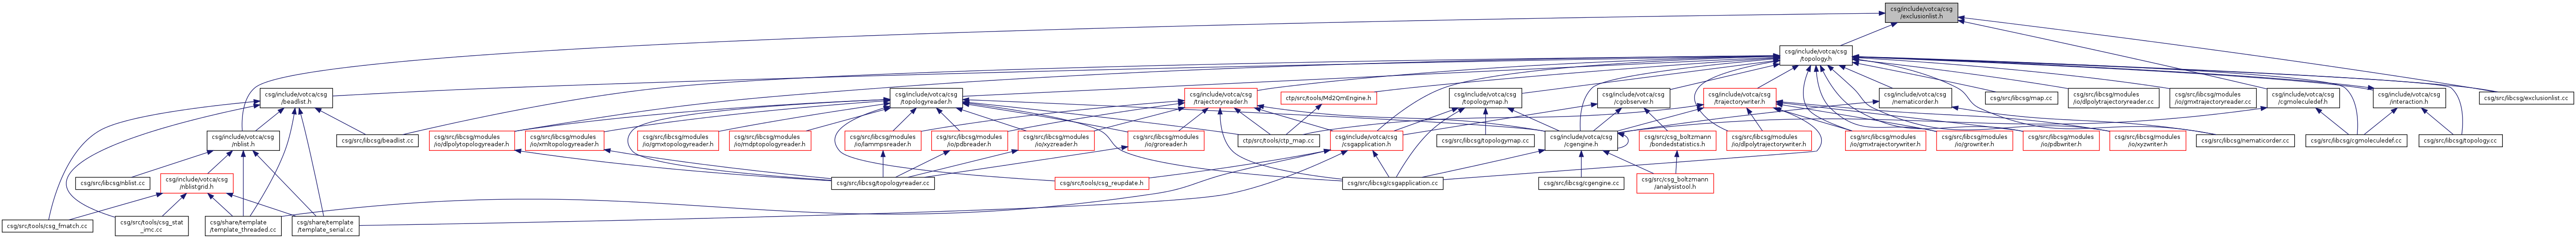 csg/include/votca/csg
/exclusionlist.h
csg/include/votca/csg
/topology.h
csg/include/votca/csg
/beadlist.h
csg/include/votca/csg
/topologyreader.h
csg/include/votca/csg
/trajectoryreader.h
ctp/src/tools/Md2QmEngine.h
csg/include/votca/csg
/topologymap.h
csg/include/votca/csg
/cgobserver.h
csg/include/votca/csg
/trajectorywriter.h
csg/include/votca/csg
/nematicorder.h
csg/src/libcsg/map.cc
csg/src/libcsg/modules
/io/dlpolytrajectoryreader.cc
csg/src/libcsg/modules
/io/gmxtrajectoryreader.cc
csg/include/votca/csg
/cgmoleculedef.h
csg/include/votca/csg
/interaction.h
csg/src/libcsg/exclusionlist.cc
csg/include/votca/csg
/nblist.h
csg/src/libcsg/beadlist.cc
csg/src/libcsg/modules
/io/dlpolytopologyreader.h
csg/src/libcsg/modules
/io/xmltopologyreader.h
csg/src/libcsg/modules
/io/gmxtopologyreader.h
csg/src/libcsg/modules
/io/mdptopologyreader.h
csg/src/libcsg/modules
/io/lammpsreader.h
csg/src/libcsg/modules
/io/pdbreader.h
csg/src/libcsg/modules
/io/xyzreader.h
csg/src/libcsg/modules
/io/groreader.h
ctp/src/tools/ctp_map.cc
csg/include/votca/csg
/csgapplication.h
csg/src/libcsg/topologymap.cc
csg/include/votca/csg
/cgengine.h
csg/src/csg_boltzmann
/bondedstatistics.h
csg/src/libcsg/modules
/io/dlpolytrajectorywriter.h
csg/src/libcsg/modules
/io/gmxtrajectorywriter.h
csg/src/libcsg/modules
/io/growriter.h
csg/src/libcsg/modules
/io/pdbwriter.h
csg/src/libcsg/modules
/io/xyzwriter.h
csg/src/libcsg/nematicorder.cc
csg/src/libcsg/cgmoleculedef.cc
csg/src/libcsg/topology.cc
csg/src/libcsg/nblist.cc
csg/include/votca/csg
/nblistgrid.h
csg/src/libcsg/topologyreader.cc
csg/src/tools/csg_reupdate.h
csg/src/libcsg/csgapplication.cc
csg/src/libcsg/cgengine.cc
csg/src/csg_boltzmann
/analysistool.h
csg/src/tools/csg_fmatch.cc
csg/src/tools/csg_stat
_imc.cc
csg/share/template
/template_threaded.cc
csg/share/template
/template_serial.cc